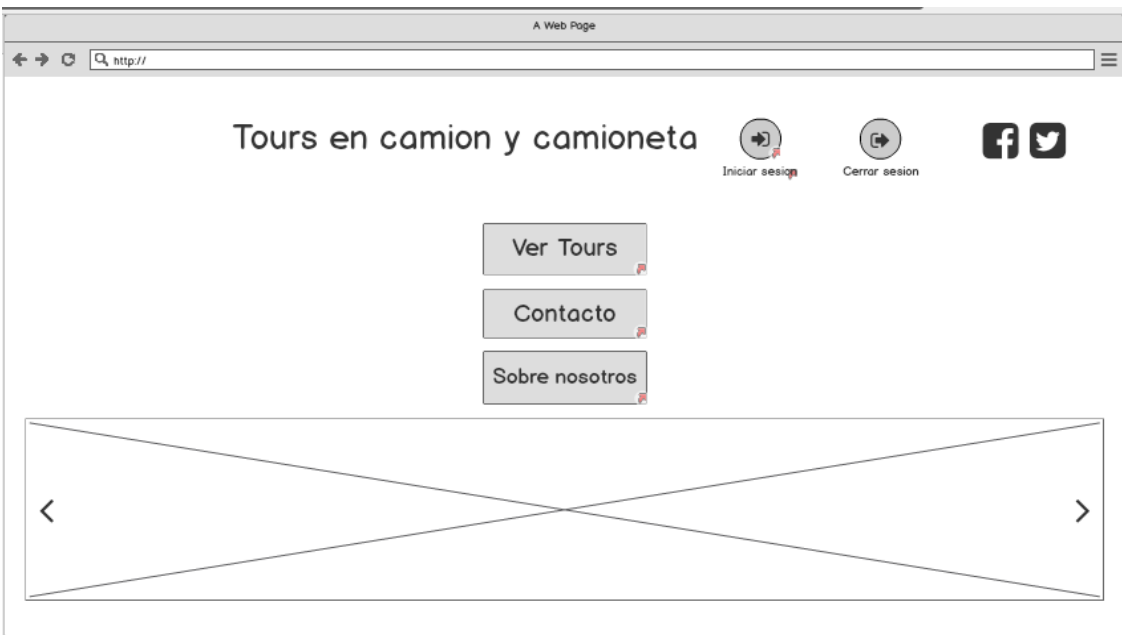 A Web Page
http://
Tours en camion y camioneta
Iniciar sesion
Cerrar sesion
Ver Tours
Contacto
Sobre nosotros